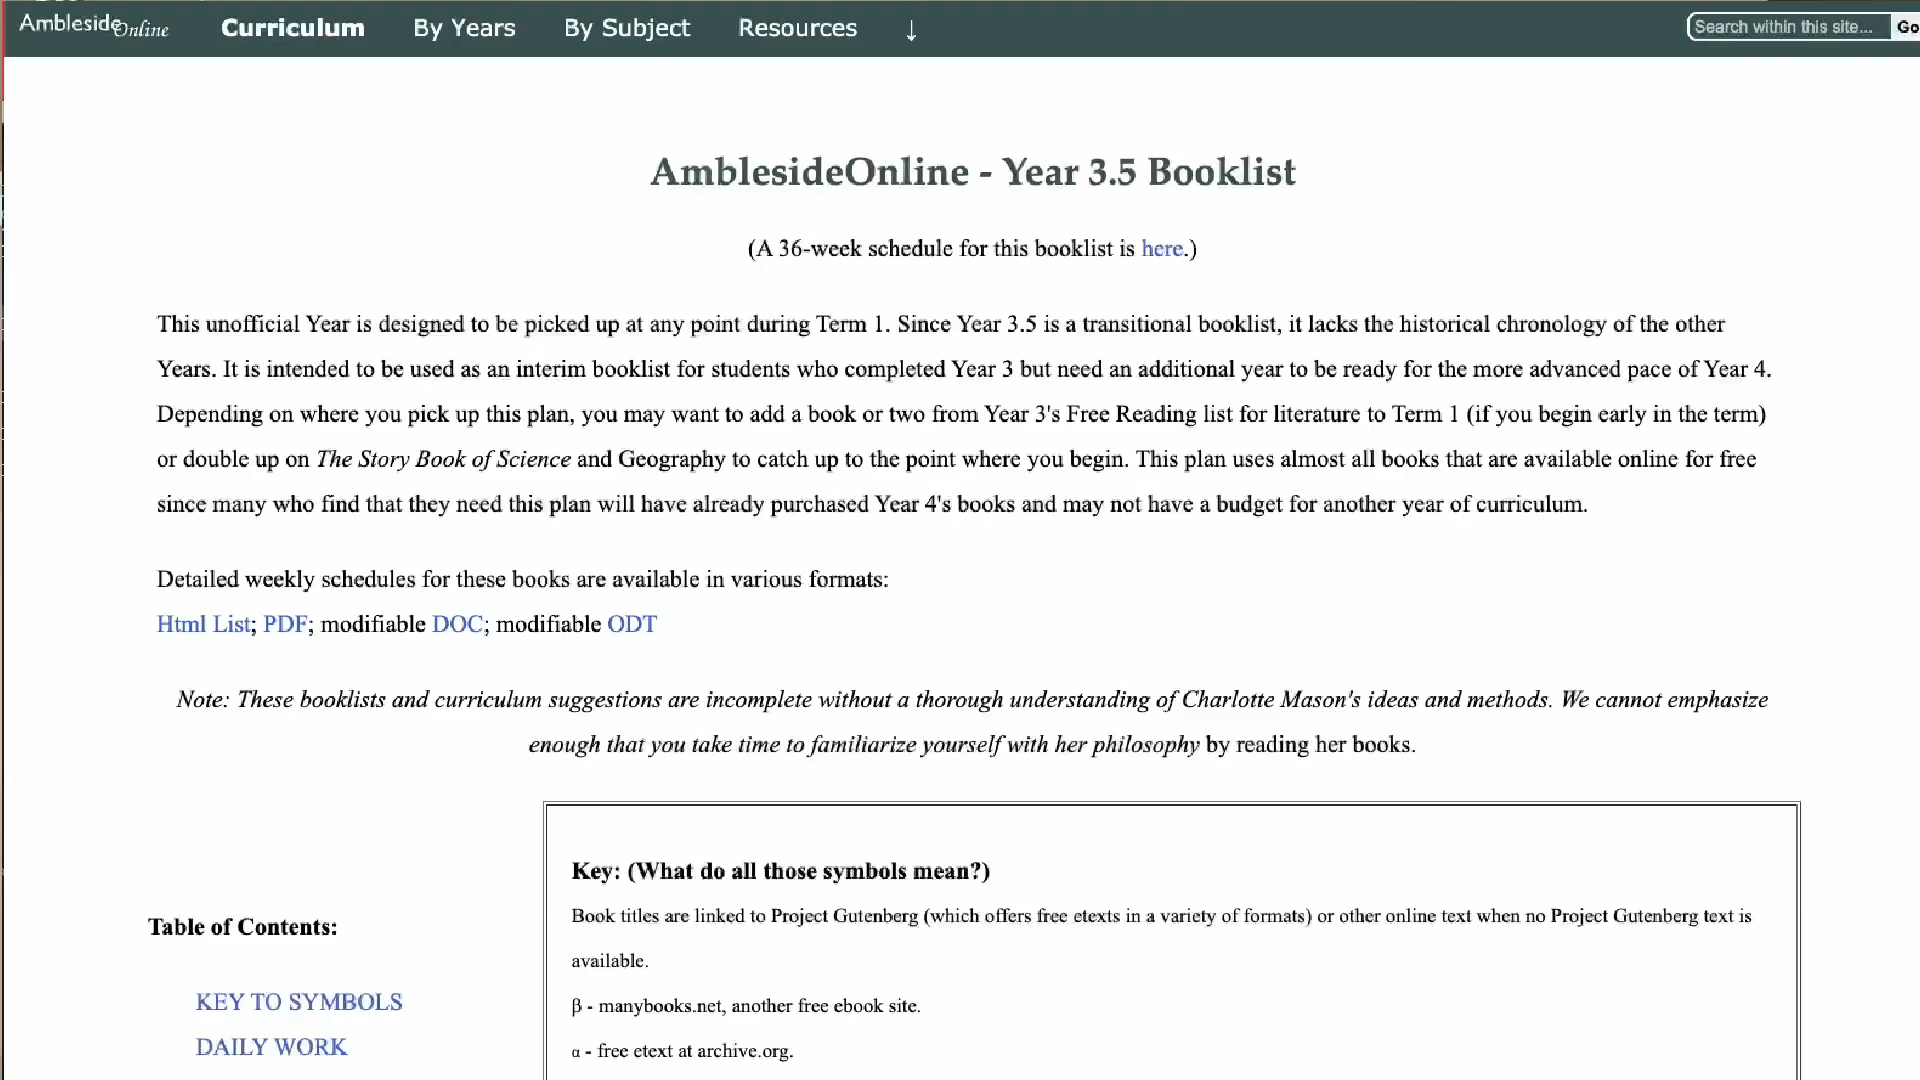 AmblesideOnline Curriculum By Years By Subject Resources ↓ Search within this site... Go
AmblesideOnline - Year 3.5 Booklist
(A 36-week schedule for this booklist is here.)
This unofficial Year is designed to be picked up at any point during Term 1. Since Year 3.5 is a transitional booklist, it lacks the historical chronology of the other
Years. It is intended to be used as an interim booklist for students who completed Year 3 but need an additional year to be ready for the more advanced pace of Year 4.
Depending on where you pick up this plan, you may want to add a book or two from Year 3's Free Reading list for literature to Term 1 (if you begin early in the term)
or double up on The Story Book of Science and Geography to catch up to the point where you begin. This plan uses almost all books that are available online for free
since many who find that they need this plan will have already purchased Year 4's books and may not have a budget for another year of curriculum.
Detailed weekly schedules for these books are available in various formats:
Html List; PDF; modifiable DOC; modifiable ODT
Note: These booklists and curriculum suggestions are incomplete without a thorough understanding of Charlotte Mason's ideas and methods. We cannot emphasize
enough that you take time to familiarize yourself with her philosophy by reading her books.
Table of Contents:
KEY TO SYMBOLS
DAILY WORK
Key: (What do all those symbols mean?)
Book titles are linked to Project Gutenberg (which offers free etexts in a variety of formats) or other online text when no Project Gutenberg text is
available.
β - manybooks.net, another free ebook site.
α - free etext at archive.org.